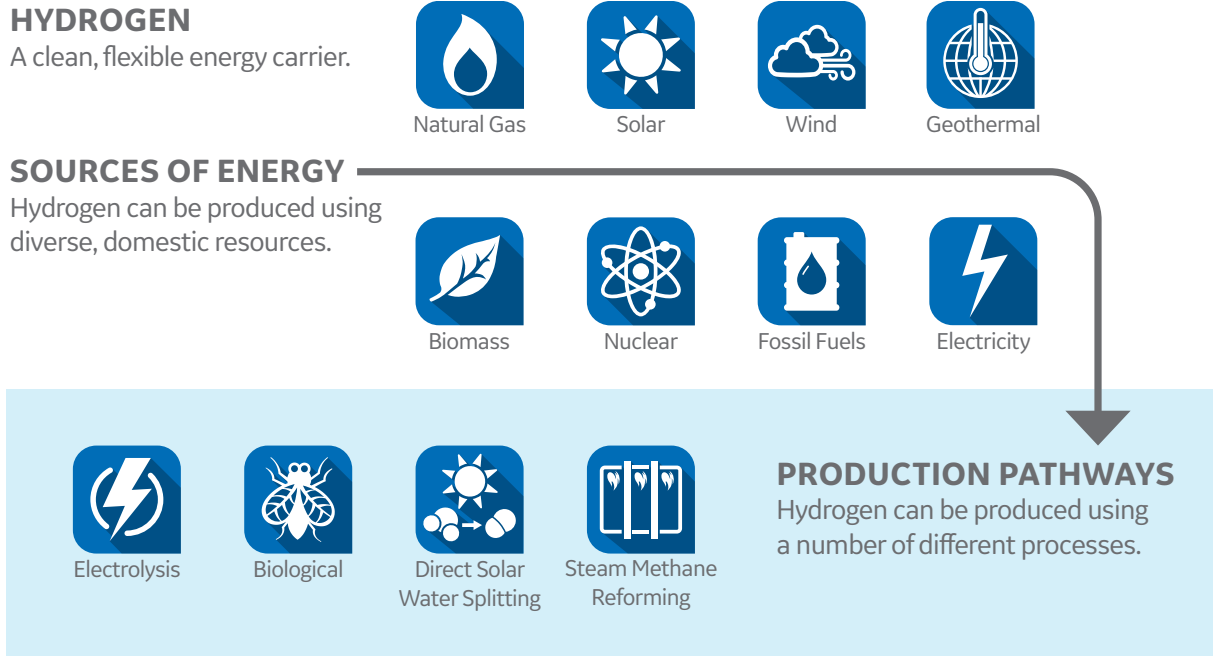 HYDROGEN
A clean, flexible energy carrier.
Natural Gas
Solar
Wind
Geothermal
SOURCES OF ENERGY
Hydrogen can be produced using
diverse, domestic resources.
Biomass
Nuclear
Fossil Fuels
Electricity
Electrolysis
Biological
Direct Solar
Water Splitting
Steam Methane
Reforming
PRODUCTION PATHWAYS
Hydrogen can be produced using
a number of different processes.